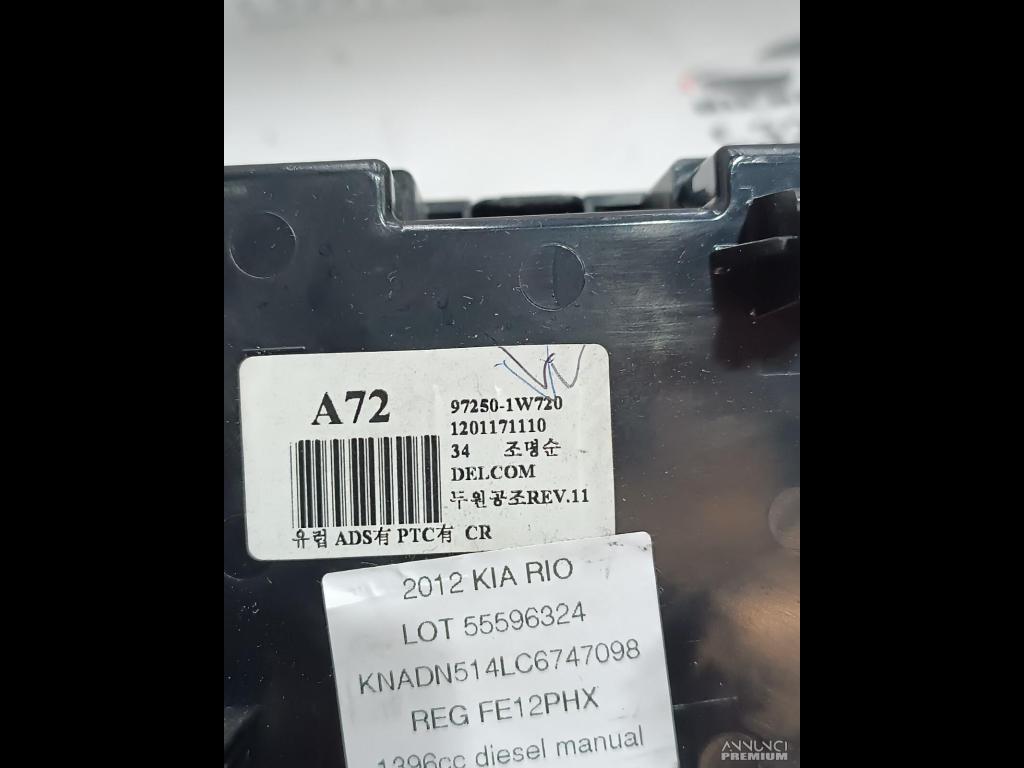 A72
97250-1W720
1201171110
34 조명순
DELCOM
두원공조REV.11
유럽 ADS有 PTC有 CR
2012 KIA RIO
LOT 55596324
KNADN514LC6747098
REG FE12PHX
1396cc diesel manual
ANNUNCI
PREMIUM